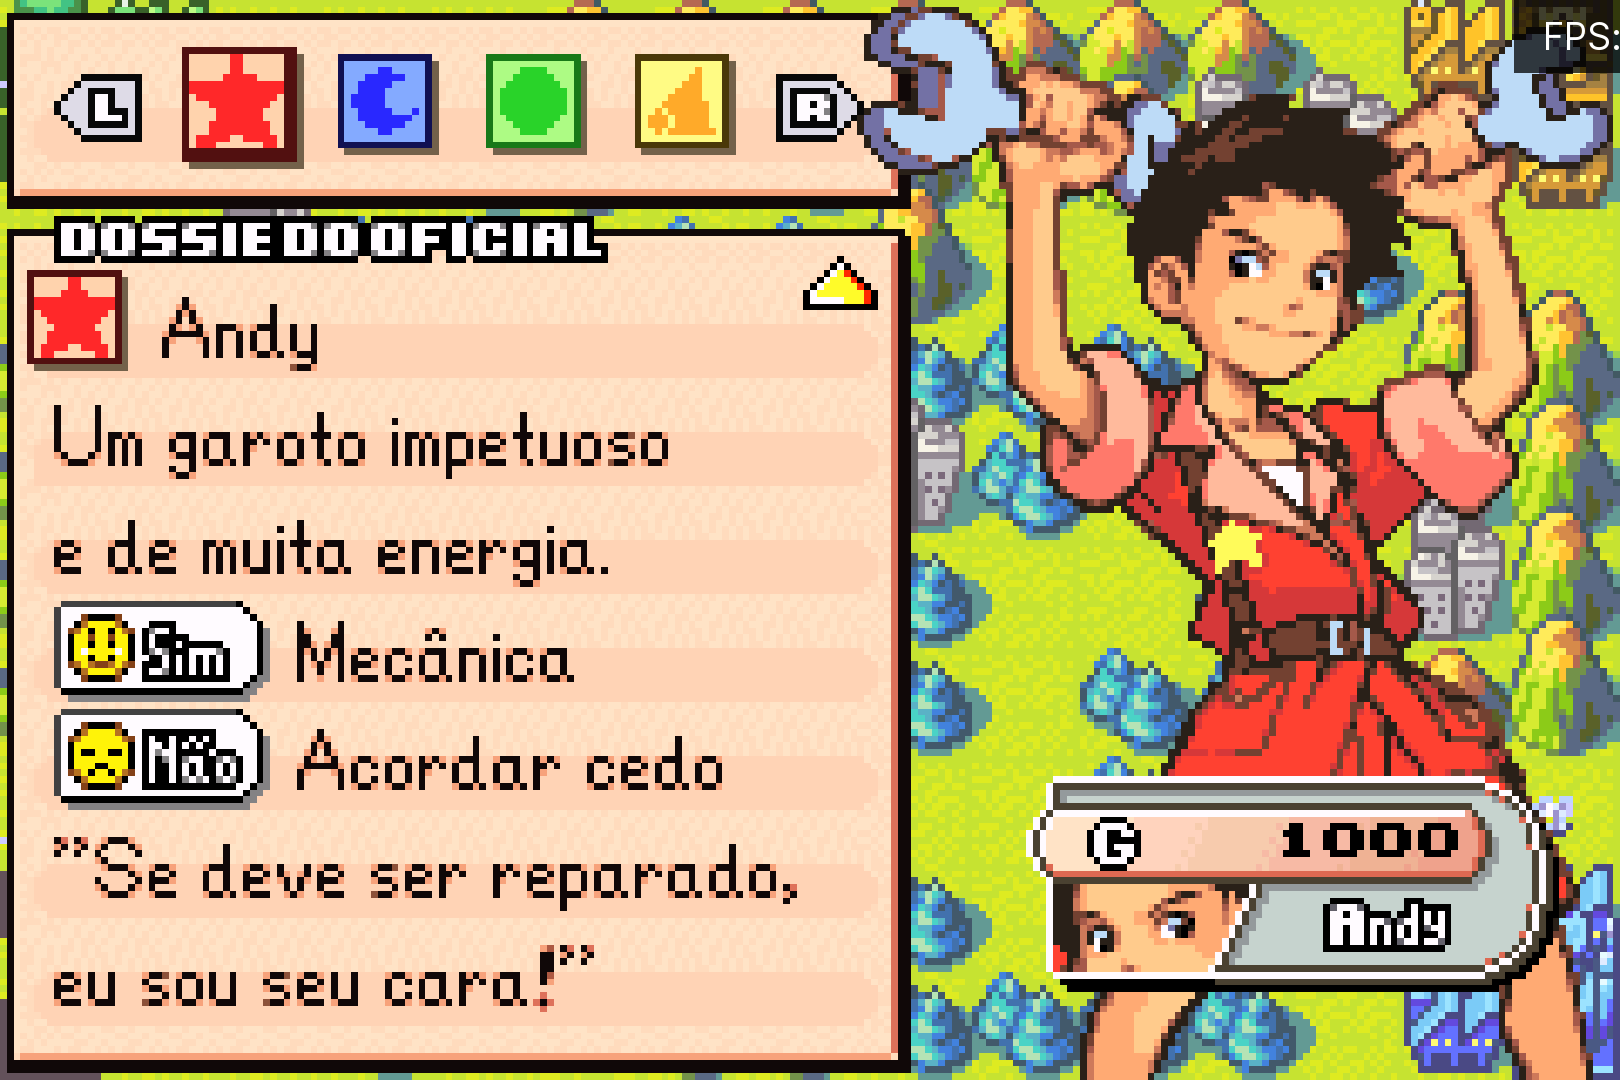 FPS:
L
R
DOSSIE DO OFICIAL
Andy
Um garoto impetuoso
e de muita energia.
Sim Mecânica
Não Acordar cedo
"Se deve ser reparado,
eu sou seu cara!"
G 1000
Andy